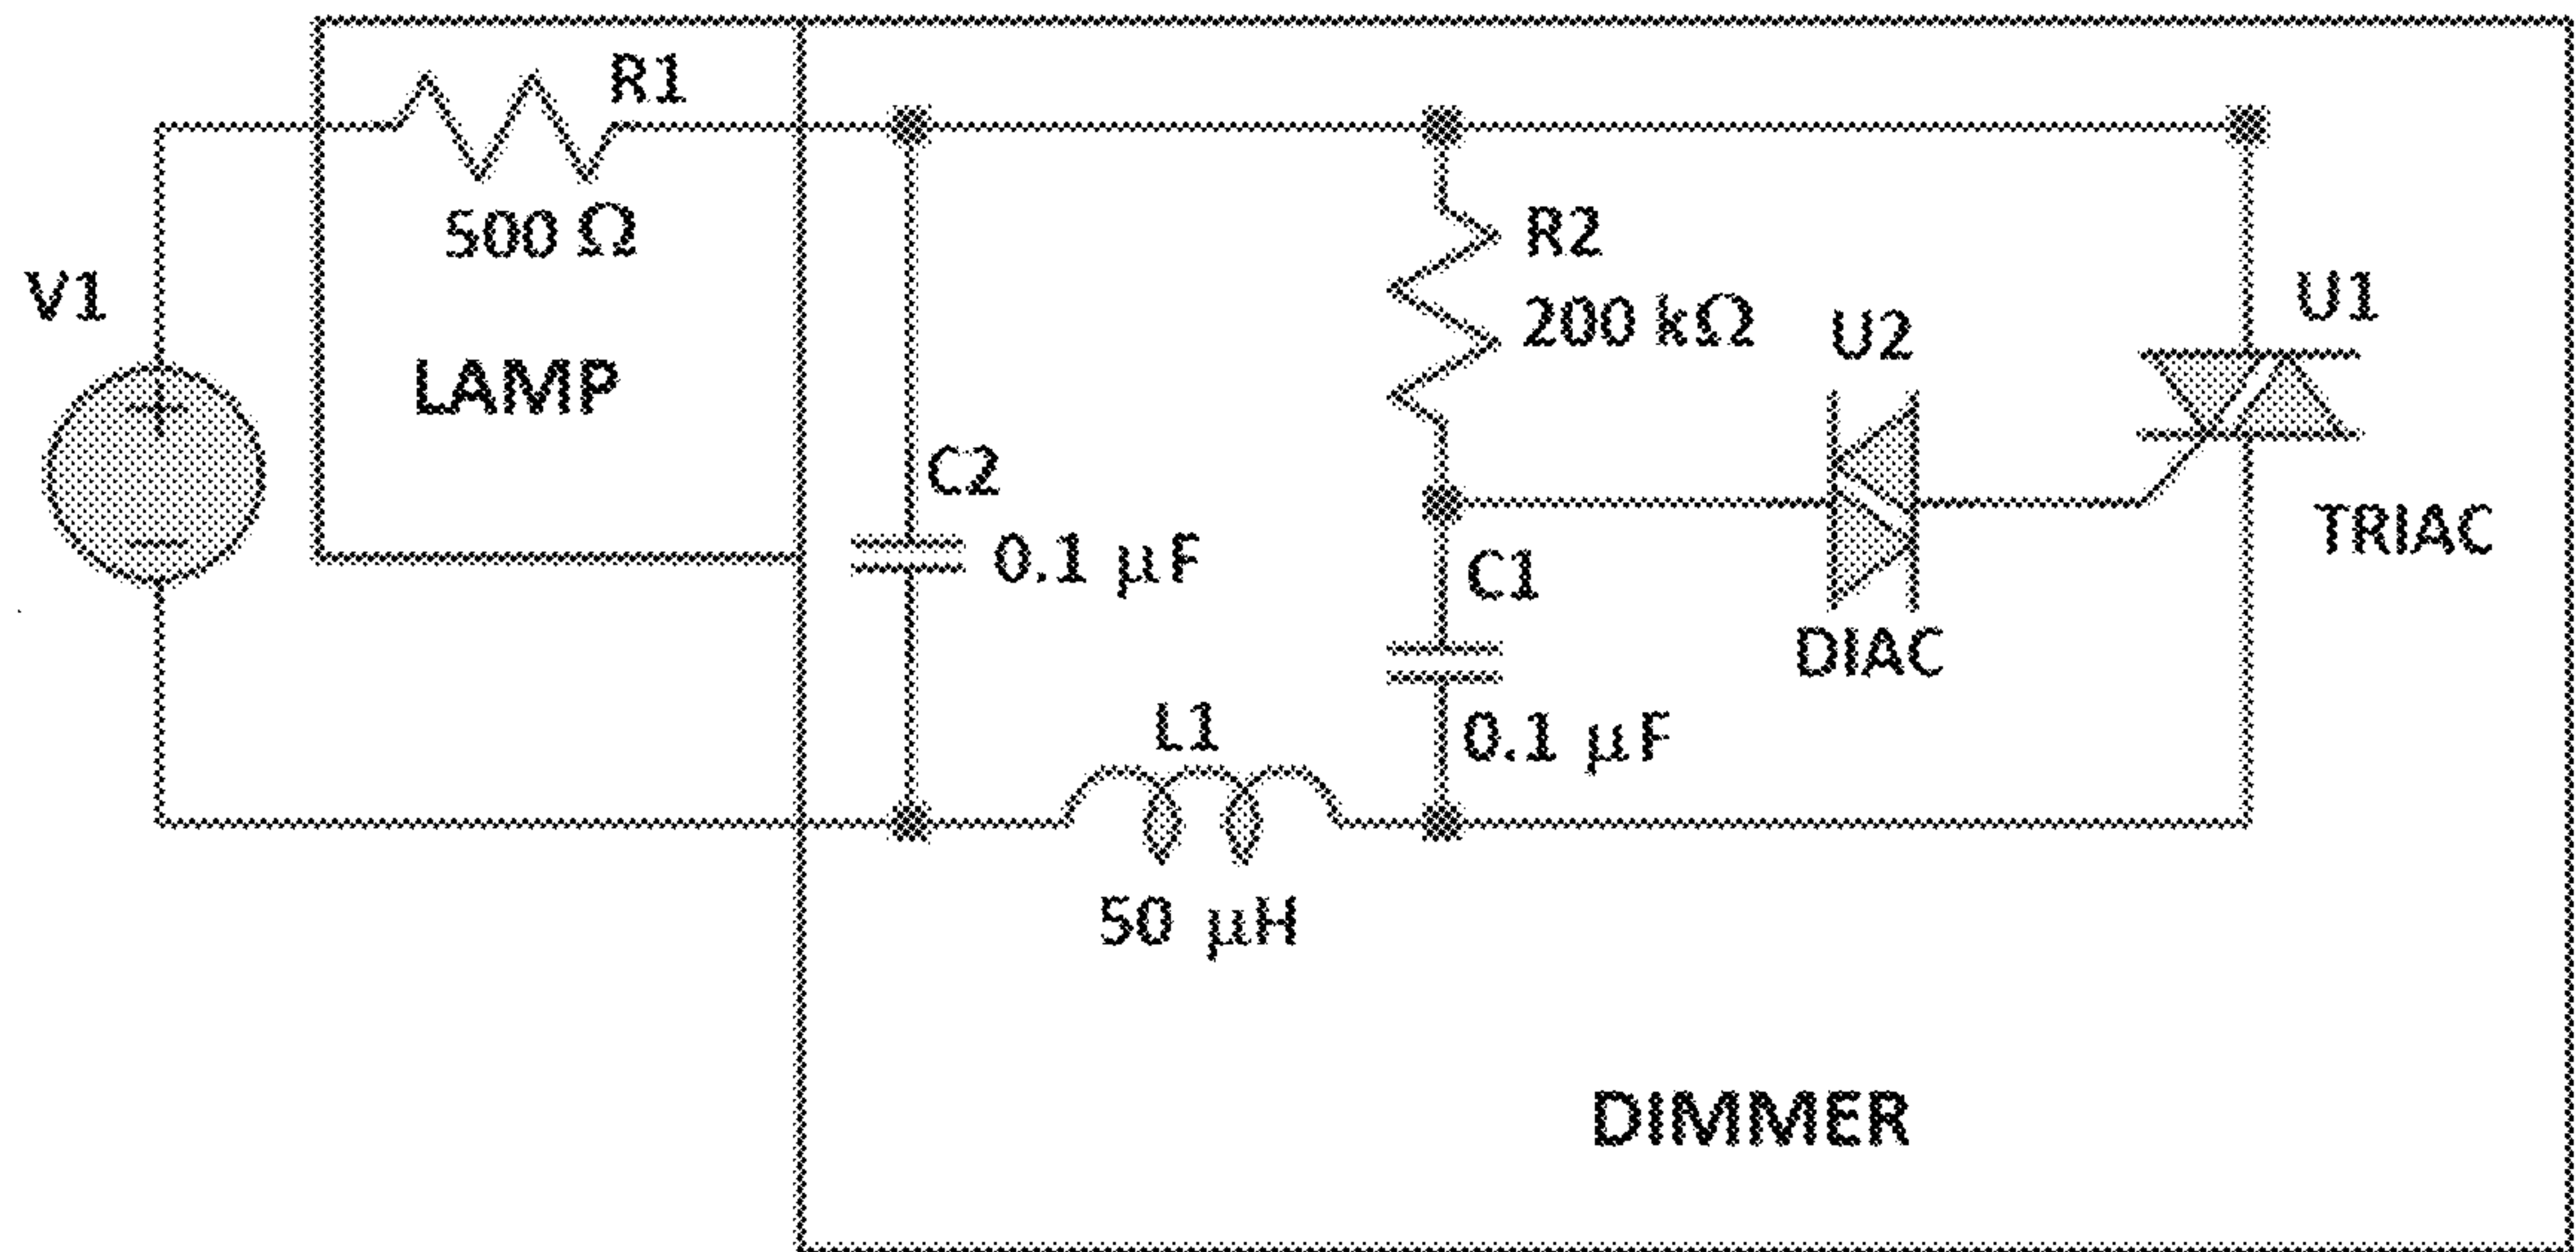 R1
500 Ω
V1
LAMP
C2
0.1 μF
R2
200 kΩ
U2
U1
TRIAC
C1
DIAC
0.1 μF
L1
50 μH
DIMMER